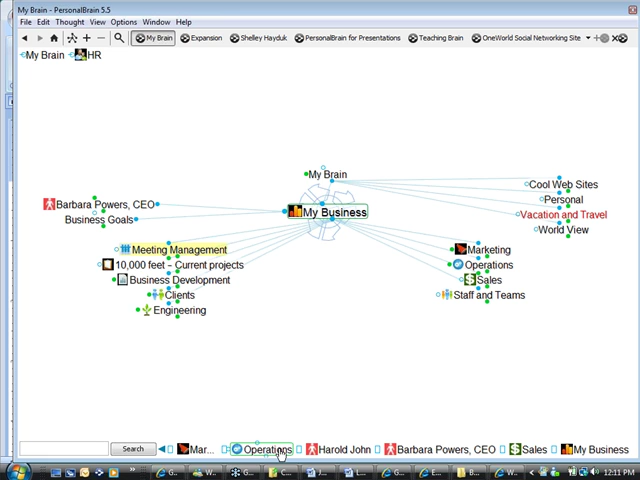 My Brain - PersonalBrain 5.5
File Edit Thought View Options Window Help
My Brain Expansion Shelley Hayduk PersonalBrain for Presentations Teaching Brain OneWorld Social Networking Site
My Brain HR
My Brain
Cool Web Sites
Personal
Barbara Powers, CEO
My Business
Vacation and Travel
Business Goals
World View
Meeting Management
Marketing
10,000 feet - Current projects
Operations
Business Development
Sales
Clients
Staff and Teams
Engineering
Search Mar... Operations Harold John Barbara Powers, CEO Sales My Business
G... W... G... C... J... L... G... E... B... W... 12:11 PM